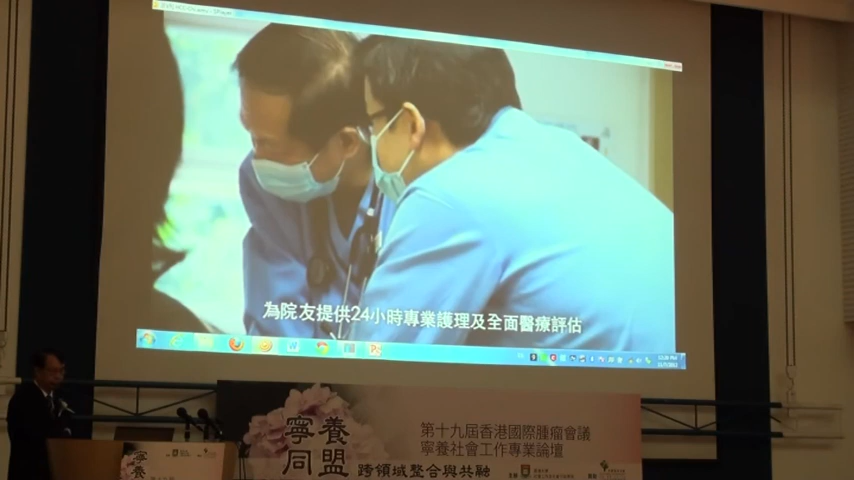 為院友提供24小時專業護理及全面醫療評估
寧養
同盟
跨領域整合與共融
第十九屆香港國際腫瘤會議
寧養社會工作專業論壇
寧養